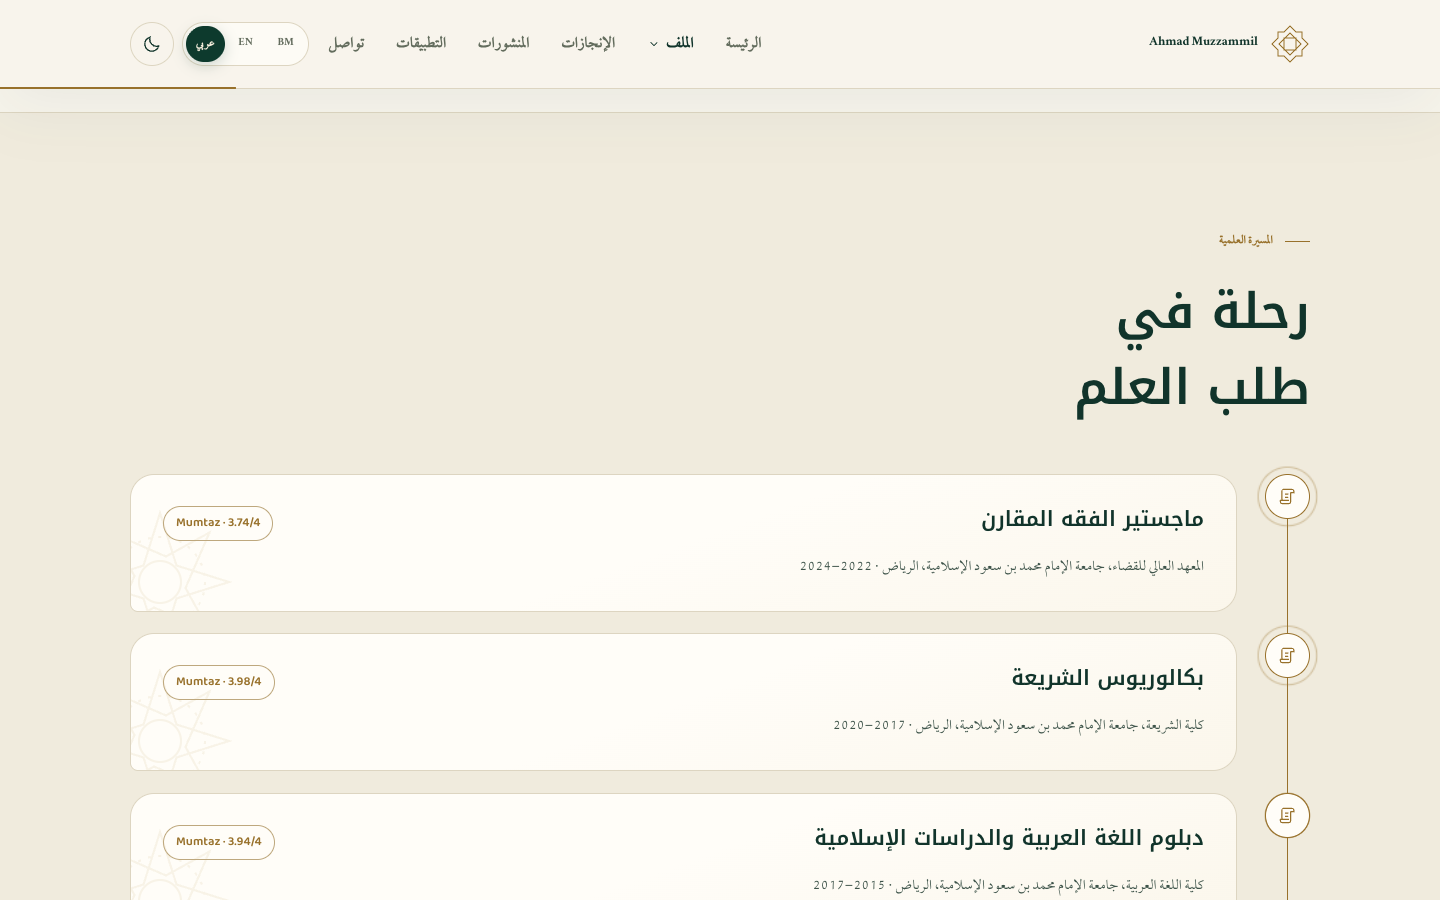 Ahmad Muzzammil
الرئيسة
الملف
الإنجازات
المنشورات
التطبيقات
تواصل
BM
EN
عربي
المسيرة العلمية
رحلة في
طلب العلم
ماجستير الفقه المقارن
Mumtaz · 3.74/4
المعهد العالي للقضاء، جامعة الإمام محمد بن سعود الإسلامية، الرياض · 2022–2024
بكالوريوس الشريعة
Mumtaz · 3.98/4
كلية الشريعة، جامعة الإمام محمد بن سعود الإسلامية، الرياض · 2017–2020
دبلوم اللغة العربية والدراسات الإسلامية
Mumtaz · 3.94/4
كلية اللغة العربية، جامعة الإمام محمد بن سعود الإسلامية، الرياض · 2015–2017